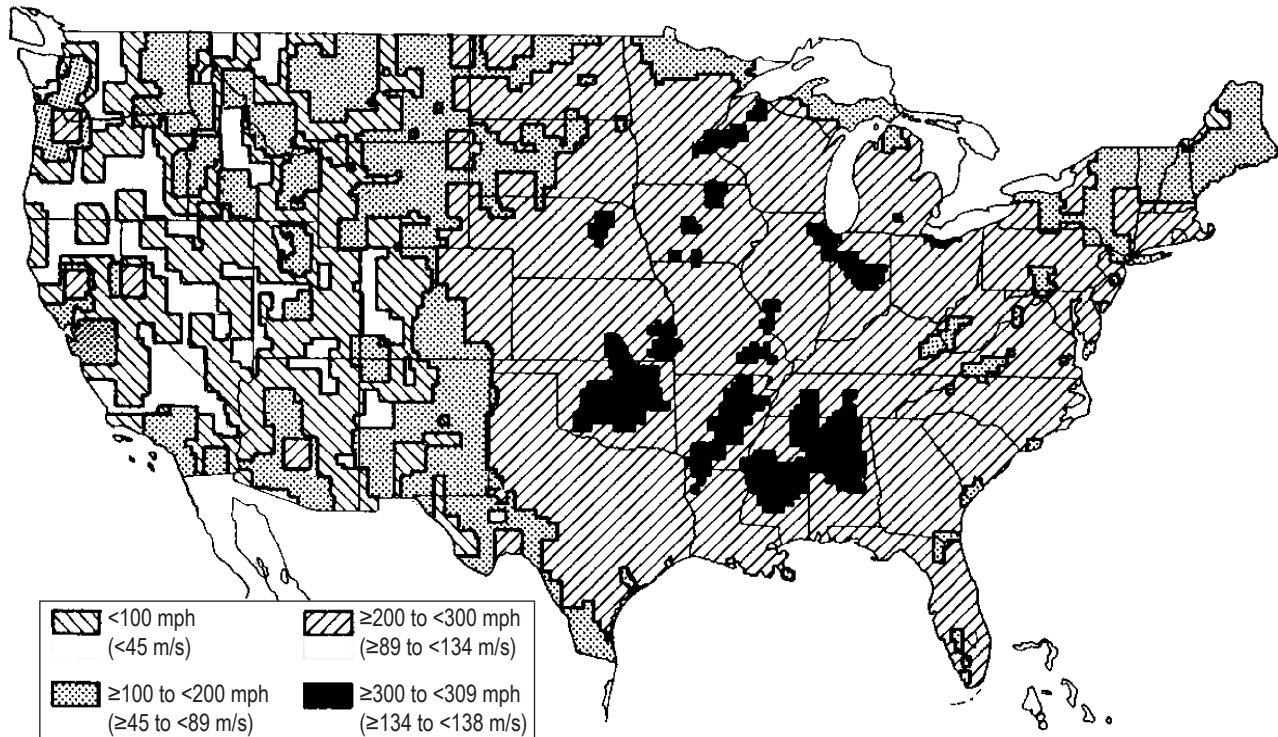 <100 mph
(<45 m/s)
≥200 to <300 mph
(≥89 to <134 m/s)
≥100 to <200 mph
(≥45 to <89 m/s)
≥300 to <309 mph
(≥134 to <138 m/s)